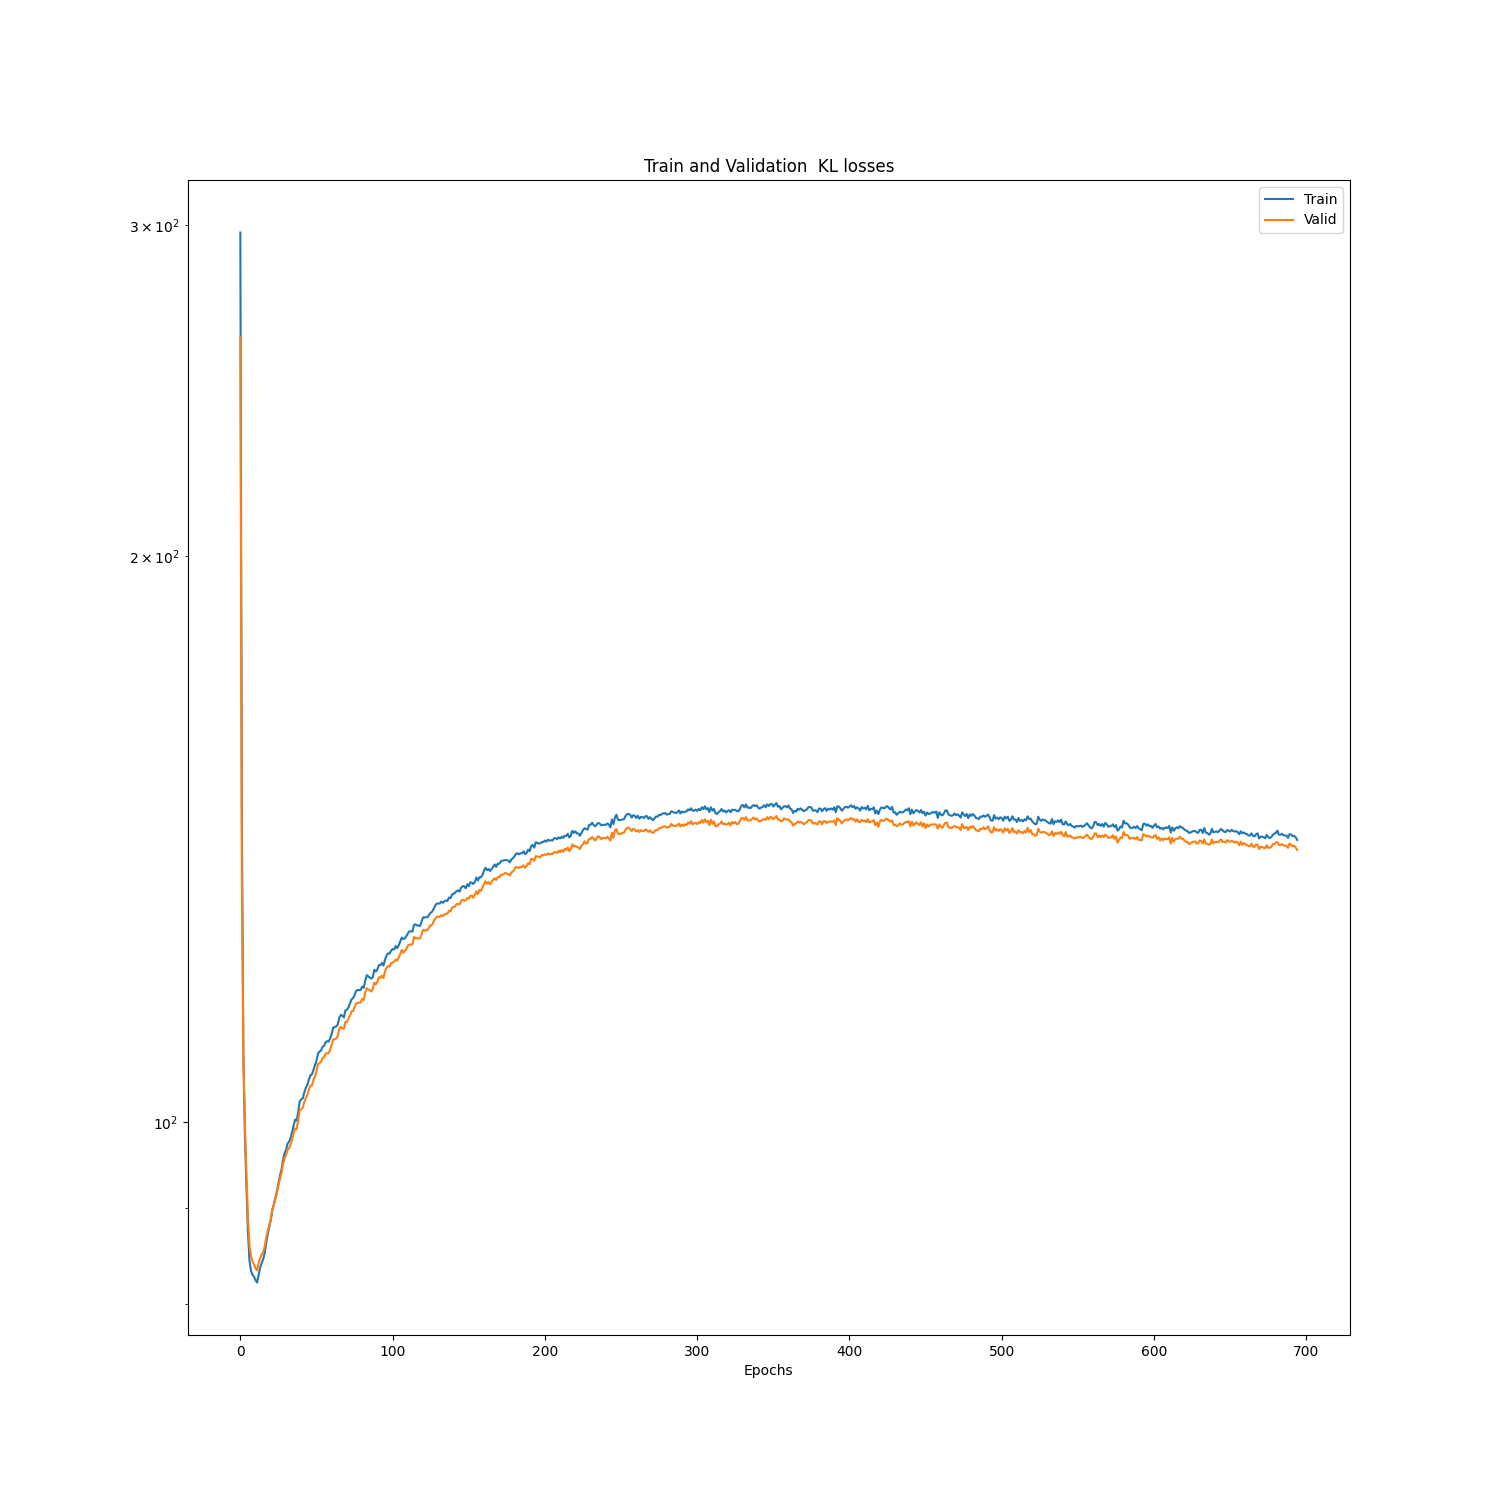 Train and Validation  KL losses
Train
Valid
3 × 10²
2 × 10²
10²
0 100 200 300 400 500 600 700
Epochs